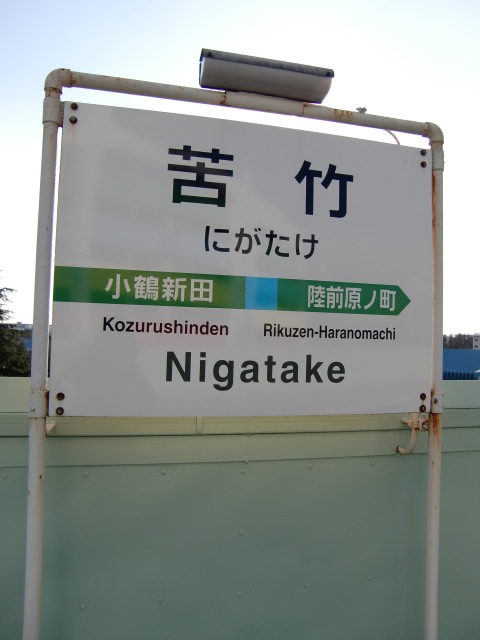 苦竹
にがたけ
小鶴新田 陸前原ノ町
Kozurushinden Rikuzen-Haranomachi
Nigatake